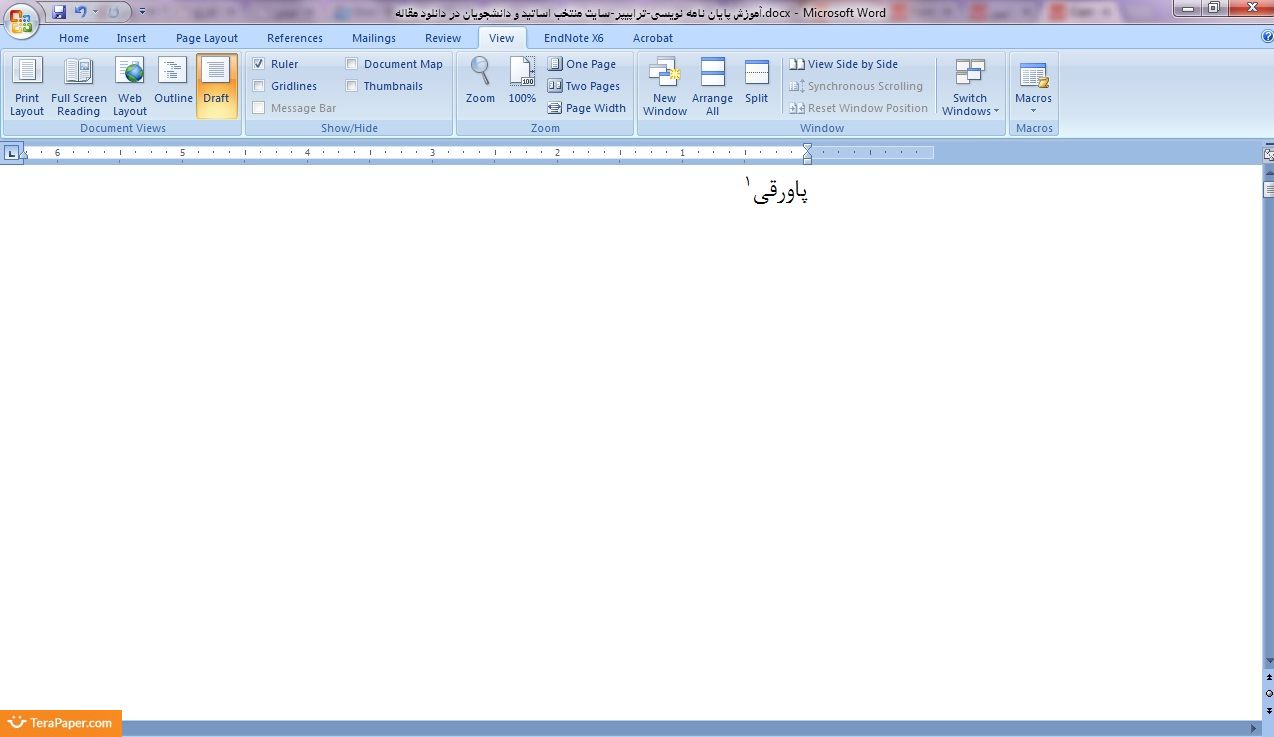 آموزش پایان نامه نویسی-تراپیپر-سایت منتخب اساتید و دانشجویان در دانلود مقاله.docx - Microsoft Word
Home Insert Page Layout References Mailings Review View EndNote X6 Acrobat
Print Layout
Full Screen Reading
Web Layout
Outline
Draft
Document Views
Ruler
Gridlines
Message Bar
Document Map
Thumbnails
Show/Hide
Zoom
100%
One Page
Two Pages
Page Width
Zoom
New Window
Arrange All
Split
View Side by Side
Synchronous Scrolling
Reset Window Position
Window
Switch Windows
Macros
Macros
6 5 4 3 2 1
پاورقی۱
TeraPaper.com